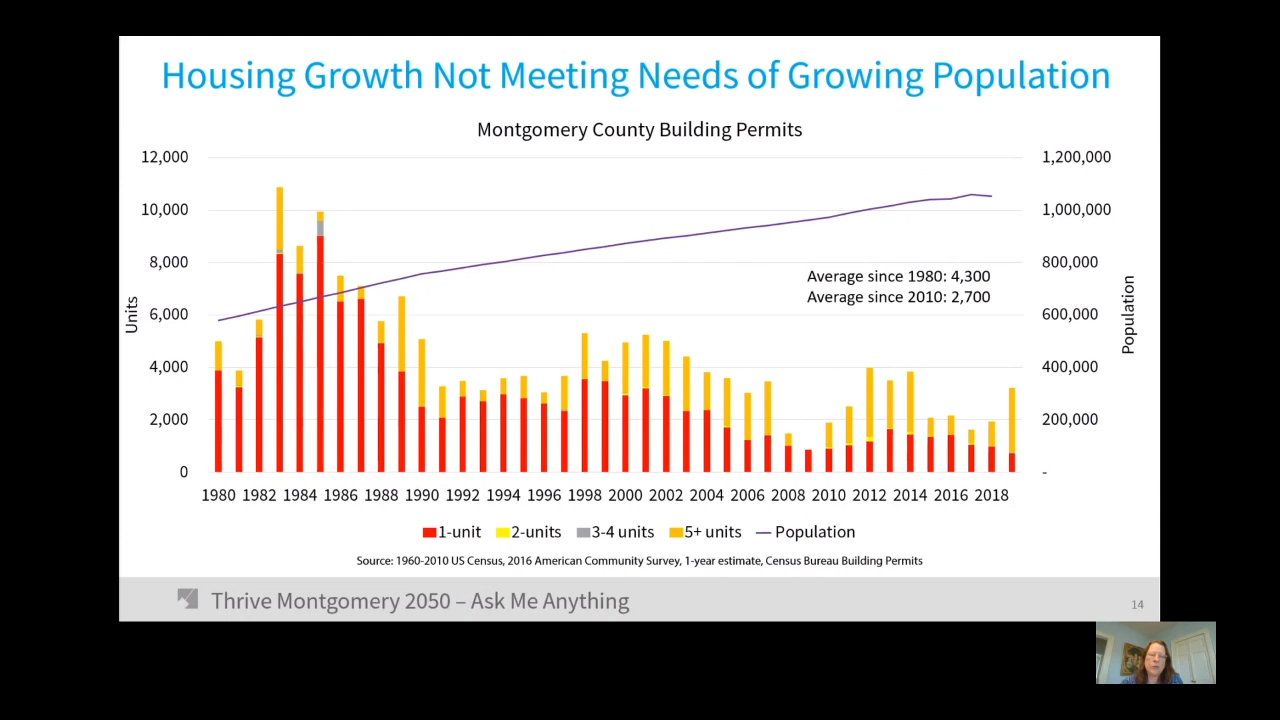 Housing Growth Not Meeting Needs of Growing Population
Montgomery County Building Permits
12,000
10,000
8,000
6,000
4,000
2,000
0
Units
1,200,000
1,000,000
800,000
600,000
400,000
200,000
-
Population
Average since 1980: 4,300
Average since 2010: 2,700
1980 1982 1984 1986 1988 1990 1992 1994 1996 1998 2000 2002 2004 2006 2008 2010 2012 2014 2016 2018
1-unit 2-units 3-4 units 5+ units Population
Source: 1960-2010 US Census, 2016 American Community Survey, 1-year estimate, Census Bureau Building Permits
Thrive Montgomery 2050 – Ask Me Anything
14